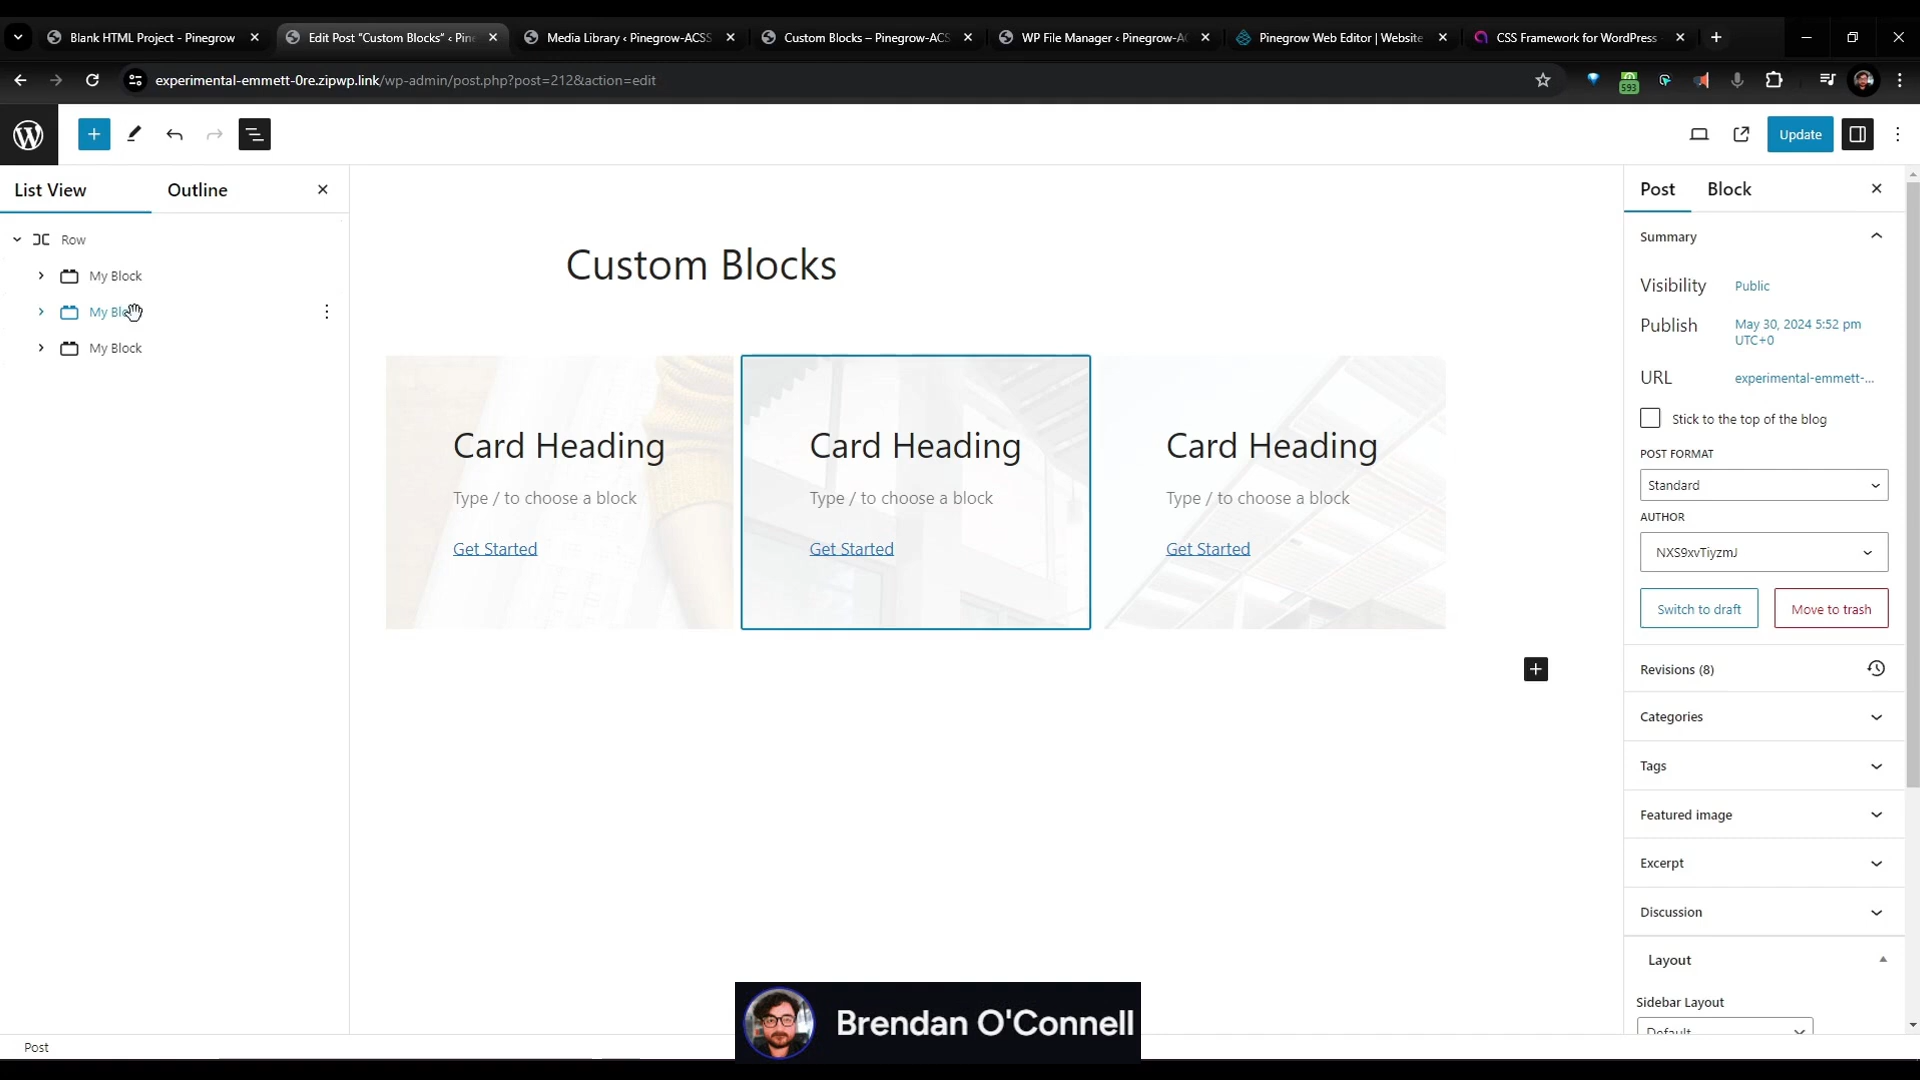 Blank HTML Project - Pinegrow
Edit Post "Custom Blocks" ‹ Pin
Media Library ‹ Pinegrow-ACSS
Custom Blocks – Pinegrow-ACS
WP File Manager ‹ Pinegrow-A
Pinegrow Web Editor | Website
CSS Framework for WordPress
experimental-emmett-0re.zipwp.link/wp-admin/post.php?post=212&action=edit
593
Update
List View
Outline
Row
My Block
My Block
My Block
Custom Blocks
Card Heading
Type / to choose a block
Get Started
Card Heading
Type / to choose a block
Get Started
Card Heading
Type / to choose a block
Get Started
Post
Block
Summary
Visibility
Public
Publish
May 30, 2024 5:52 pm
UTC+0
URL
experimental-emmett-...
Stick to the top of the blog
POST FORMAT
Standard
AUTHOR
NXS9xvTiyzmJ
Switch to draft
Move to trash
Revisions (8)
Categories
Tags
Featured image
Excerpt
Discussion
Layout
Sidebar Layout
Default
Post
Brendan O'Connell